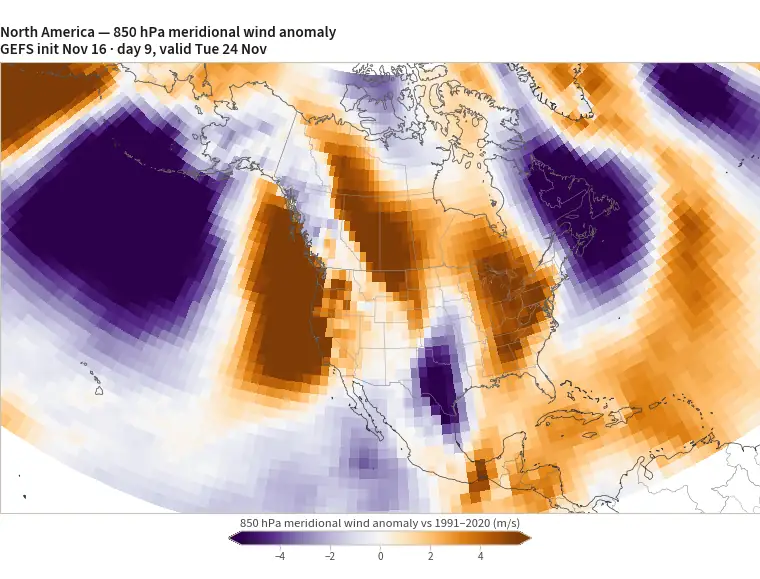 North America — 850 hPa meridional wind anomaly
GEFS init Nov 16 · day 9, valid Tue 24 Nov
850 hPa meridional wind anomaly vs 1991–2020 (m/s)
−4 −2 0 2 4